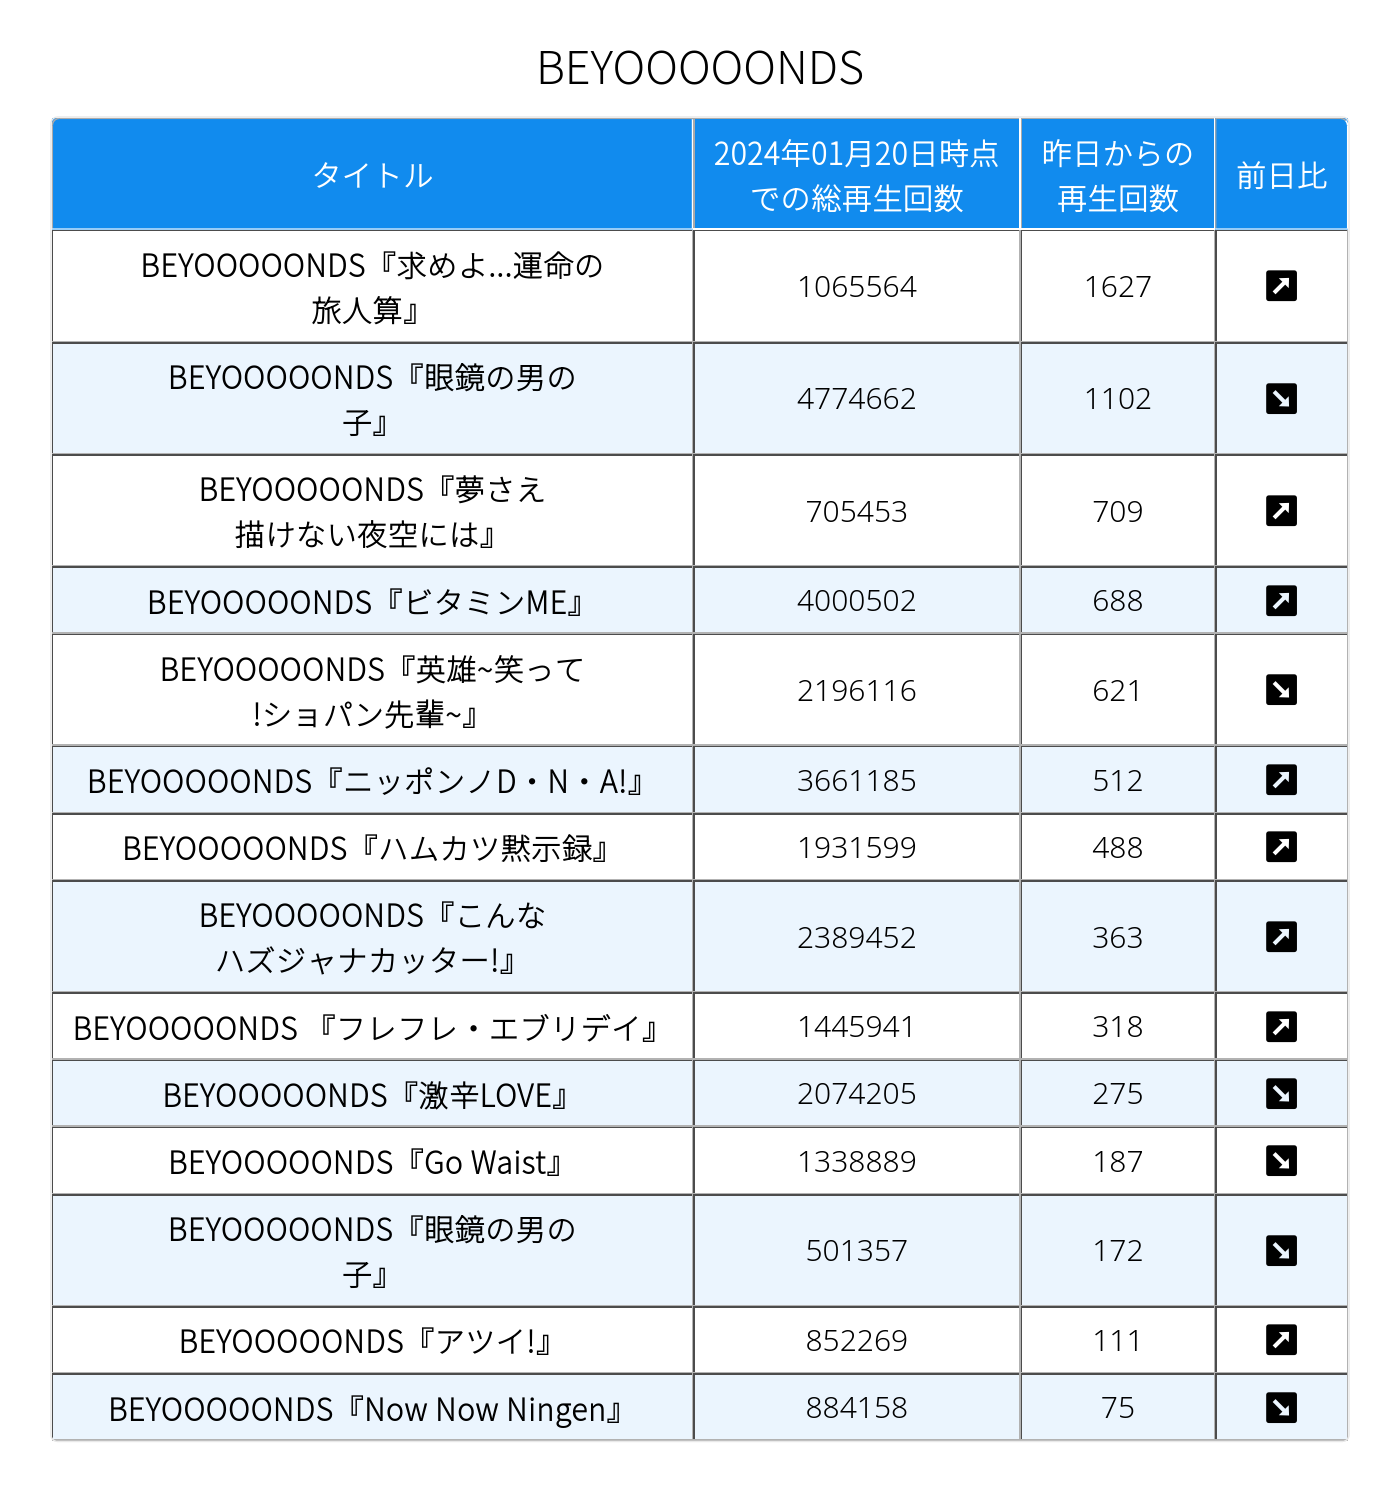 BEYOOOOONDS
タイトル
2024年01月20日時点
での総再生回数
昨日からの
再生回数
前日比
BEYOOOOONDS『求めよ...運命の
旅人算』
1065564
1627
BEYOOOOONDS『眼鏡の男の
子』
4774662
1102
BEYOOOOONDS『夢さえ
描けない夜空には』
705453
709
BEYOOOOONDS『ビタミンME』
4000502
688
BEYOOOOONDS『英雄~笑って
!ショパン先輩~』
2196116
621
BEYOOOOONDS『ニッポンノD・N・A!』
3661185
512
BEYOOOOONDS『ハムカツ黙示録』
1931599
488
BEYOOOOONDS『こんな
ハズジャナカッター!』
2389452
363
BEYOOOOONDS 『フレフレ・エブリデイ』
1445941
318
BEYOOOOONDS『激辛LOVE』
2074205
275
BEYOOOOONDS『Go Waist』
1338889
187
BEYOOOOONDS『眼鏡の男の
子』
501357
172
BEYOOOOONDS『アツイ!』
852269
111
BEYOOOOONDS『Now Now Ningen』
884158
75